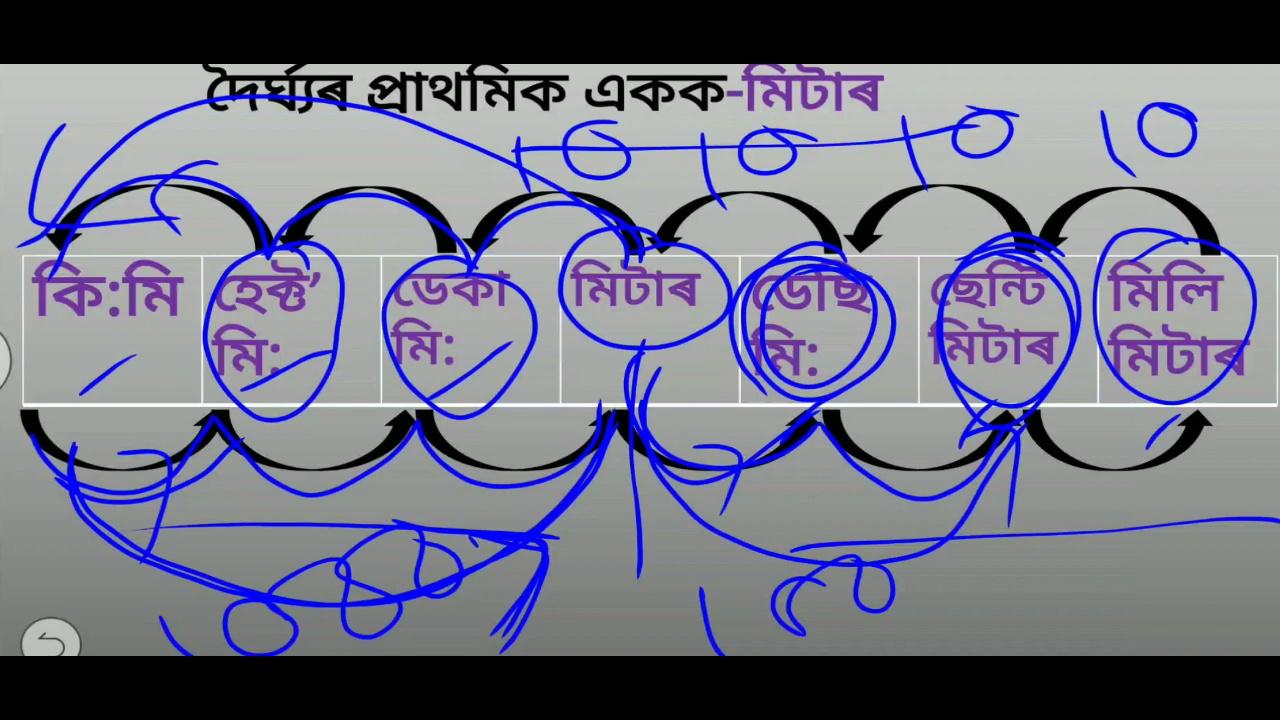 দৈৰ্ঘ্যৰ প্ৰাথমিক একক-মিটাৰ
10 10 10 10
কি:মি হেক্ট' ডেকা মিটাৰ ডেছি ছেন্টি মিলি
মি: মি: মি: মিটাৰ মিটাৰ
1000 100